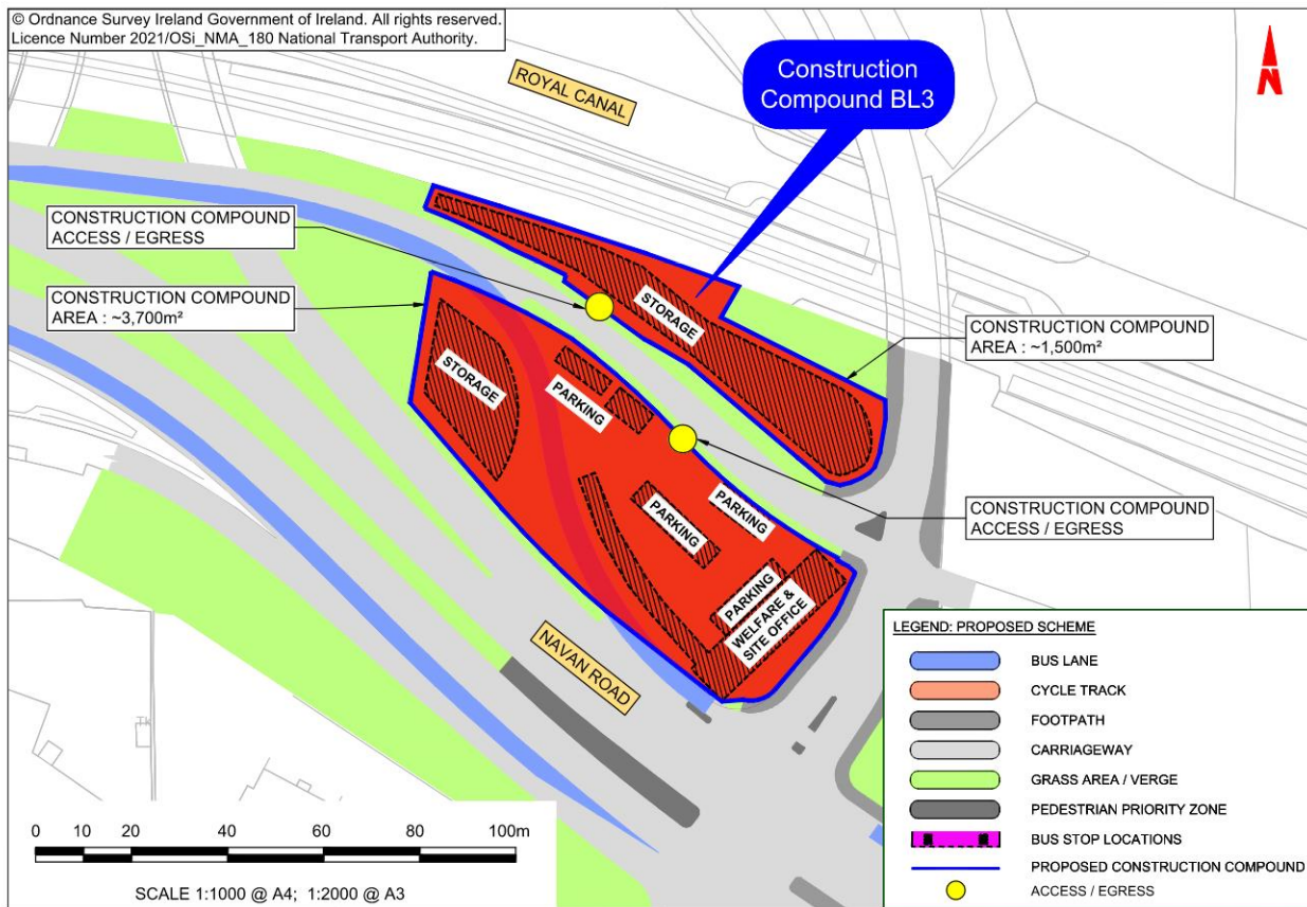 © Ordnance Survey Ireland Government of Ireland. All rights reserved.
Licence Number 2021/OSi_NMA_180 National Transport Authority.
ROYAL CANAL
Construction
Compound BL3
N
CONSTRUCTION COMPOUND
ACCESS / EGRESS
CONSTRUCTION COMPOUND
AREA : ~3,700m²
STORAGE
CONSTRUCTION COMPOUND
AREA : ~1,500m²
STORAGE
PARKING
PARKING
PARKING
CONSTRUCTION COMPOUND
ACCESS / EGRESS
PARKING
WELFARE &
SITE OFFICE
NAVAN ROAD
LEGEND: PROPOSED SCHEME
BUS LANE
CYCLE TRACK
FOOTPATH
CARRIAGEWAY
GRASS AREA / VERGE
PEDESTRIAN PRIORITY ZONE
BUS STOP LOCATIONS
PROPOSED CONSTRUCTION COMPOUND
ACCESS / EGRESS
0 10 20 40 60 80 100m
SCALE 1:1000 @ A4; 1:2000 @ A3